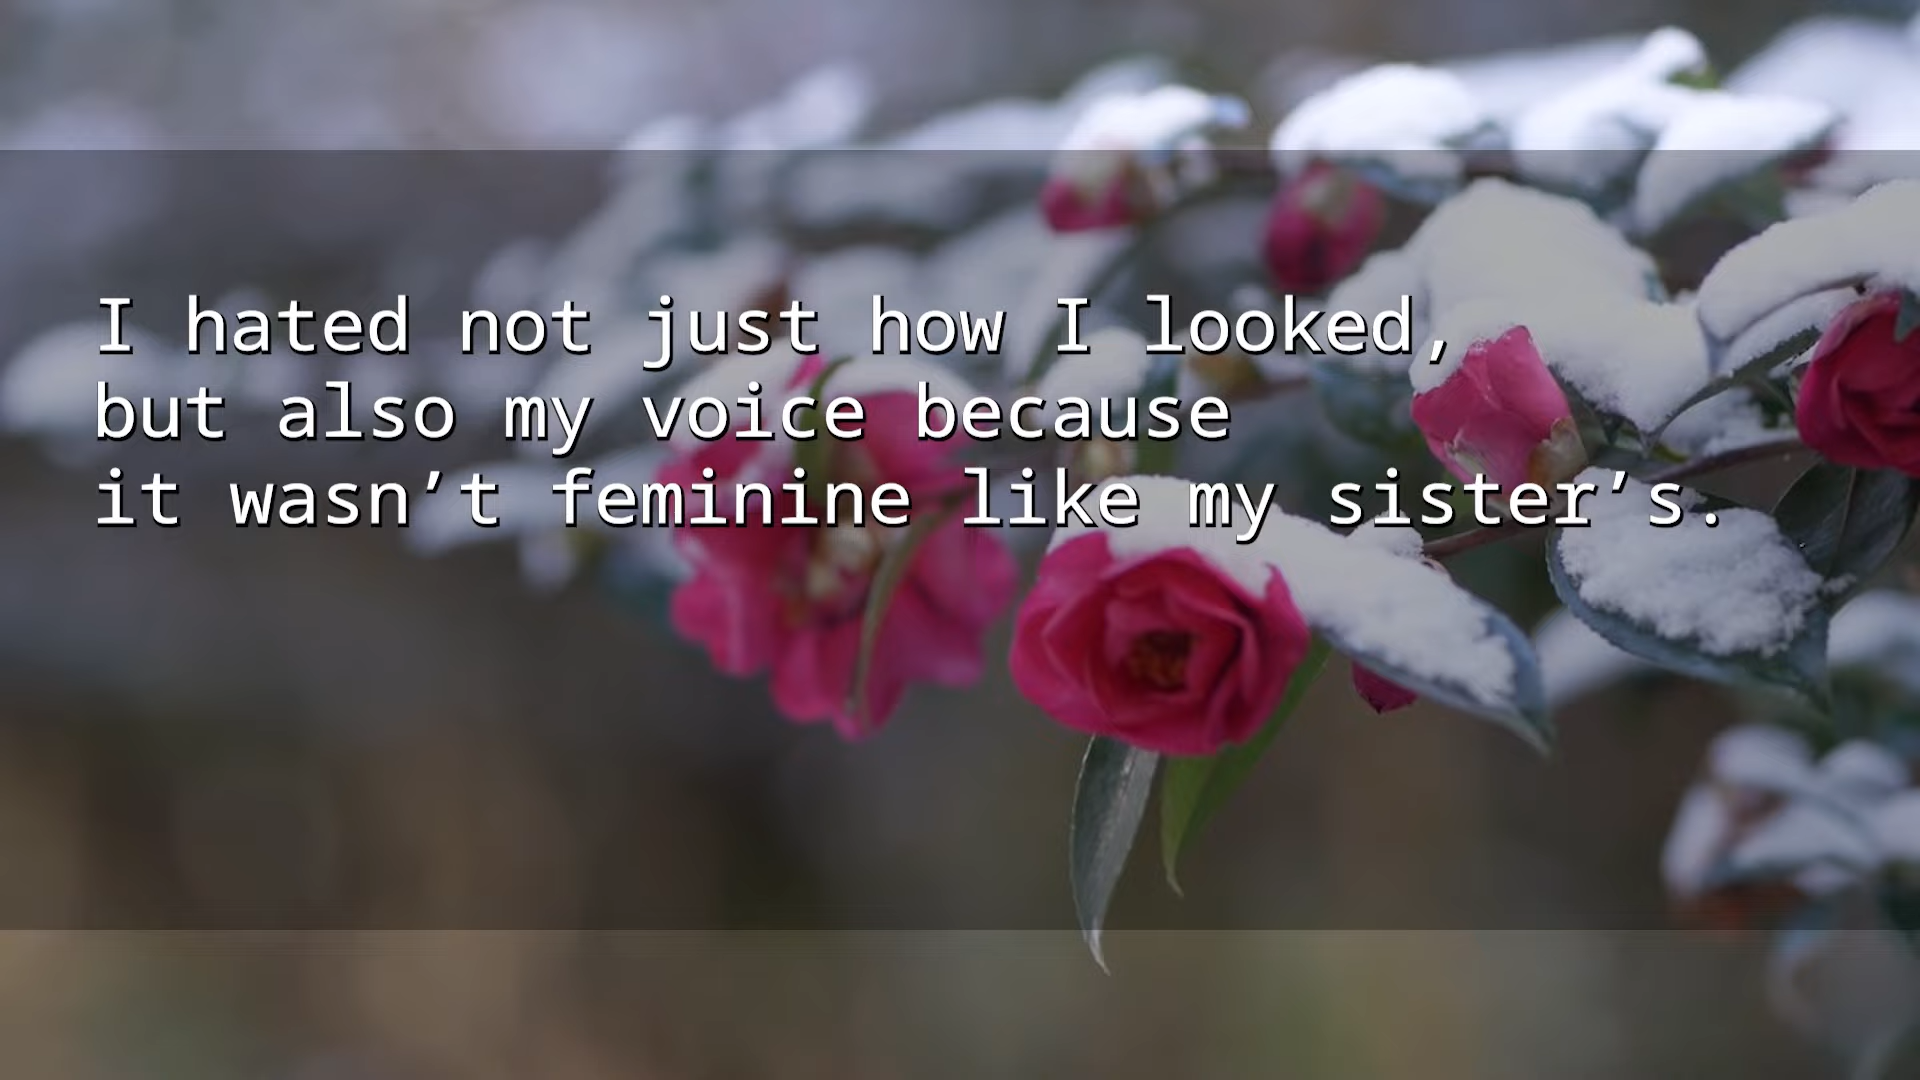 I hated not just how I looked,
but also my voice because
it wasn’t feminine like my sister’s.